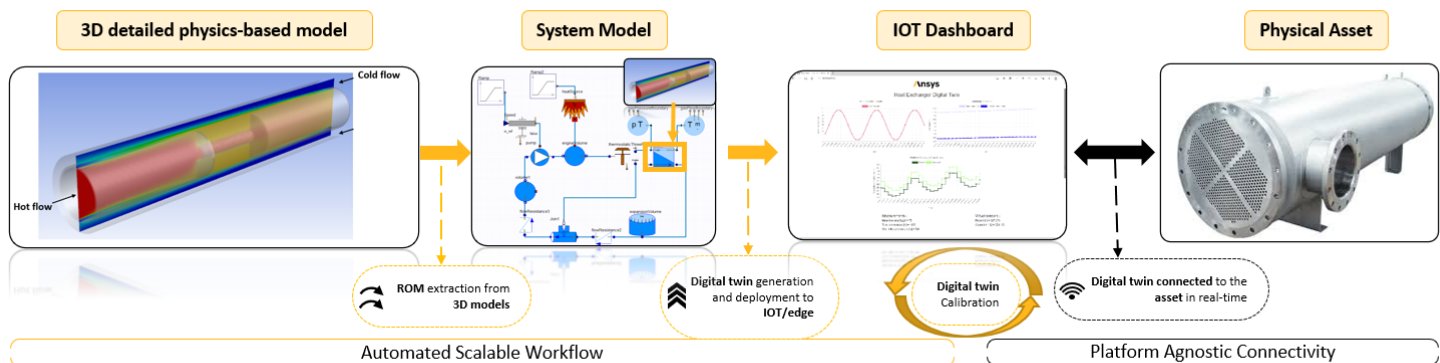 3D detailed physics-based model
System Model
IOT Dashboard
Physical Asset
Cold flow
Hot flow
Ansys
Heat Exchanger Digital Twin
ROM extraction from
3D models
Digital twin generation
and deployment to
IOT/edge
Digital twin
Calibration
Digital twin connected to the
asset in real-time
Automated Scalable Workflow
Platform Agnostic Connectivity